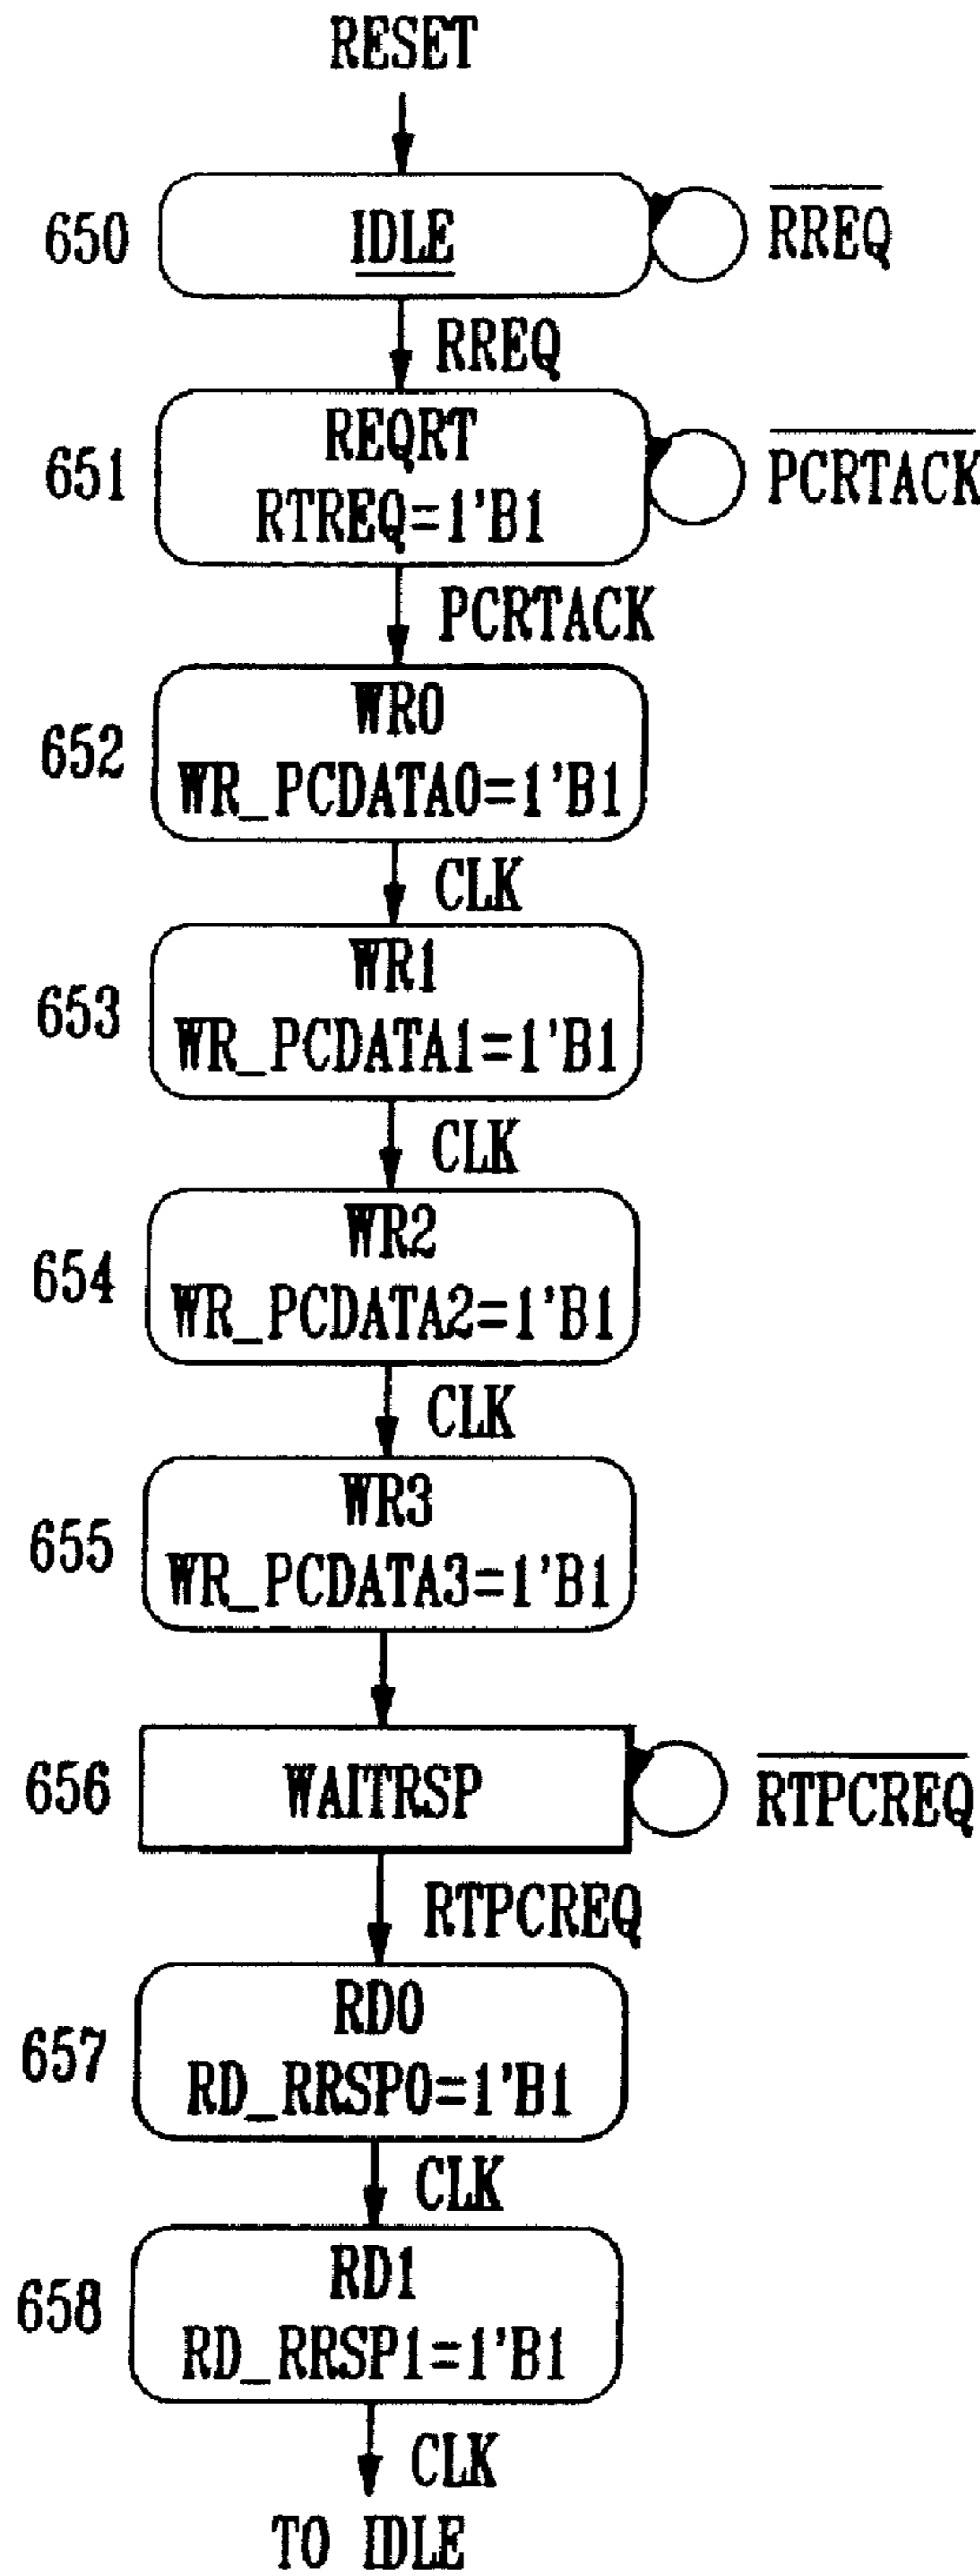 RESET
650
IDLE
RREQ
RREQ
651
REQRT
RTREQ=1'B1
PCRTACK
PCRTACK
652
WR0
WR_PCDATA0=1'B1
CLK
653
WR1
WR_PCDATA1=1'B1
CLK
654
WR2
WR_PCDATA2=1'B1
CLK
655
WR3
WR_PCDATA3=1'B1
656
WAITRSP
RTPCREQ
RTPCREQ
657
RD0
RD_RRSP0=1'B1
CLK
658
RD1
RD_RRSP1=1'B1
CLK
TO IDLE